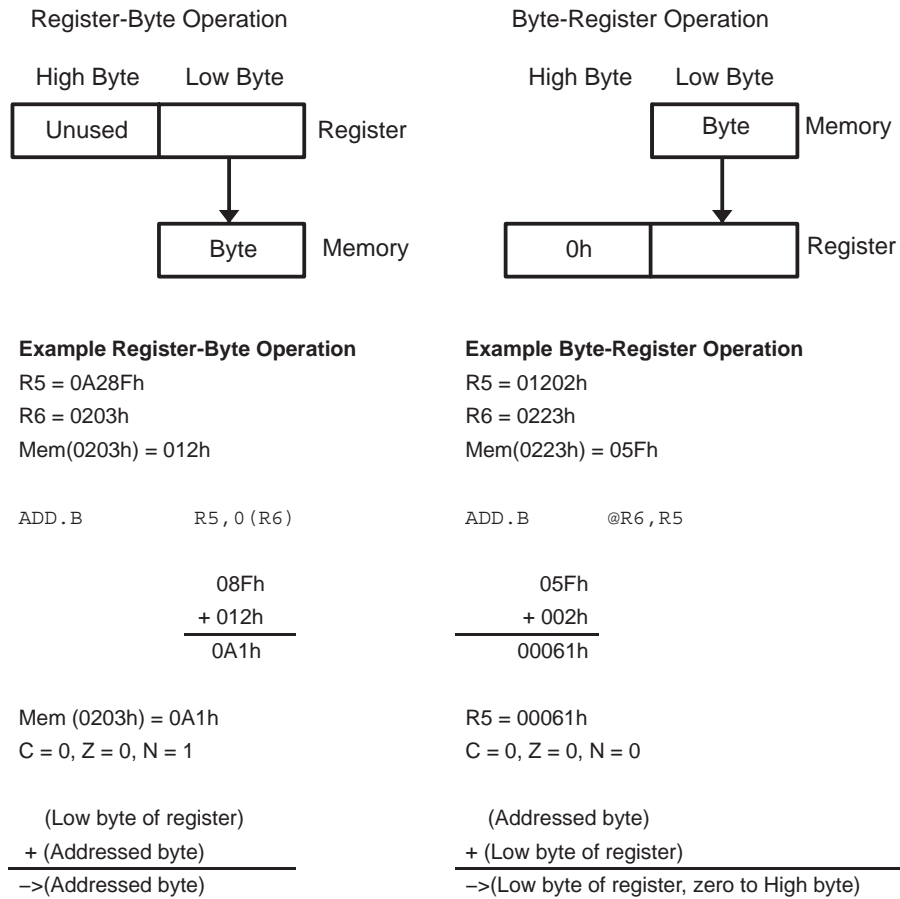 Register-Byte Operation
High Byte Low Byte
Unused Register
Byte Memory
Example Register-Byte Operation
R5 = 0A28Fh
R6 = 0203h
Mem(0203h) = 012h
ADD.B R5,0(R6)
08Fh
+ 012h
0A1h
Mem (0203h) = 0A1h
C = 0, Z = 0, N = 1
(Low byte of register)
+ (Addressed byte)
−>(Addressed byte)
Byte-Register Operation
High Byte Low Byte
Byte Memory
0h Register
Example Byte-Register Operation
R5 = 01202h
R6 = 0223h
Mem(0223h) = 05Fh
ADD.B @R6,R5
05Fh
+ 002h
00061h
R5 = 00061h
C = 0, Z = 0, N = 0
(Addressed byte)
+ (Low byte of register)
−>(Low byte of register, zero to High byte)